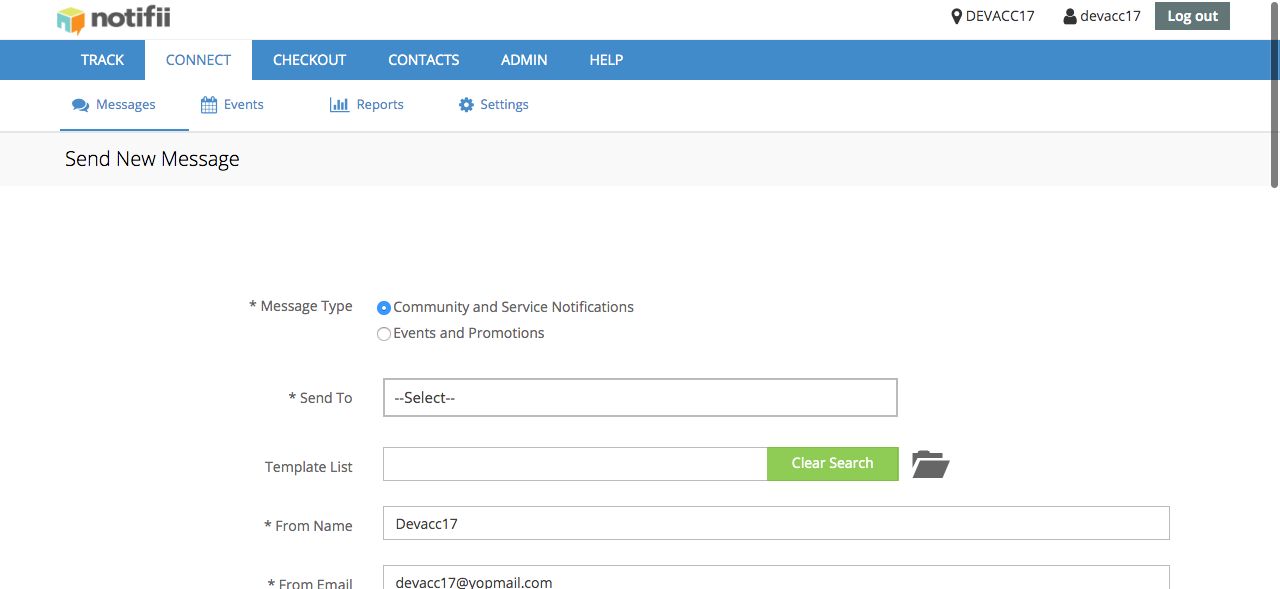 notifii
DEVACC17 devacc17 Log out
TRACK CONNECT CHECKOUT CONTACTS ADMIN HELP
Messages Events Reports Settings
Send New Message
* Message Type
Community and Service Notifications
Events and Promotions
* Send To --Select--
Template List Clear Search
* From Name Devacc17
* From Email devacc17@yopmail.com